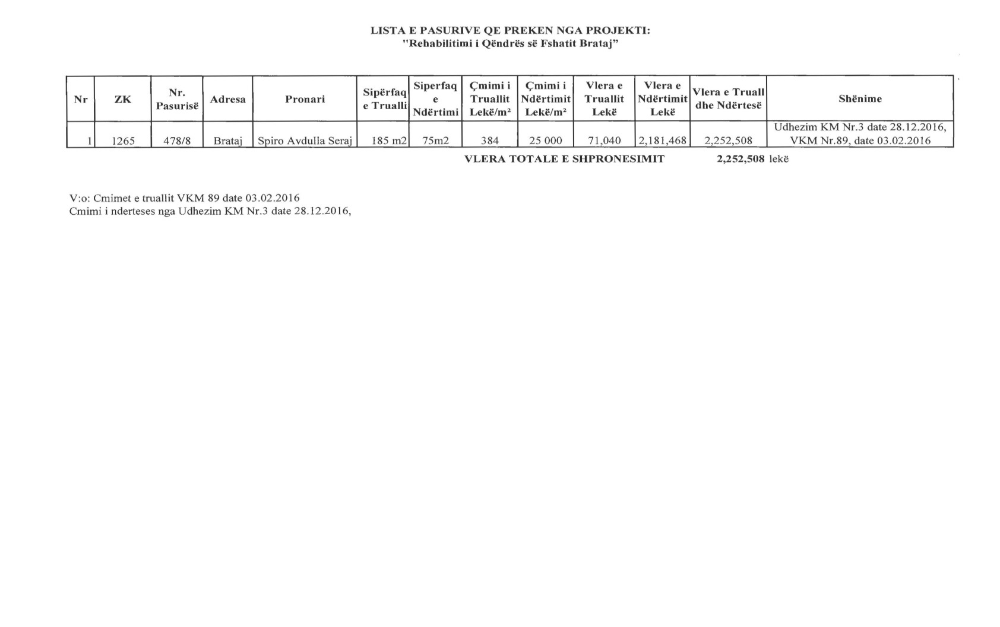 LISTA E PASURIVE QE PREKEN NGA PROJEKTI:
"Rehabilitimi i Qëndrës së Fshatit Brataj”
Nr ZK Nr. Pasurisë Adresa Pronari Sipërfaq e Trualli Siperfaq e Ndërtimi Çmimi i Truallit Lekë/m² Çmimi i Ndërtimit Lekë/m² Vlera e Truallit Lekë Vlera e Ndërtimit Lekë Vlera e Truall dhe Ndërtesë Shënime
1 1265 478/8 Brataj Spiro Avdulla Seraj 185 m2 75m2 384 25 000 71,040 2,181,468 2,252,508 Udhezim KM Nr.3 date 28.12.2016, VKM Nr.89, date 03.02.2016
VLERA TOTALE E SHPRONESIMIT 2,252,508 lekë
V:o: Cmimet e truallit VKM 89 date 03.02.2016
Cmimi i nderteses nga Udhezim KM Nr.3 date 28.12.2016,